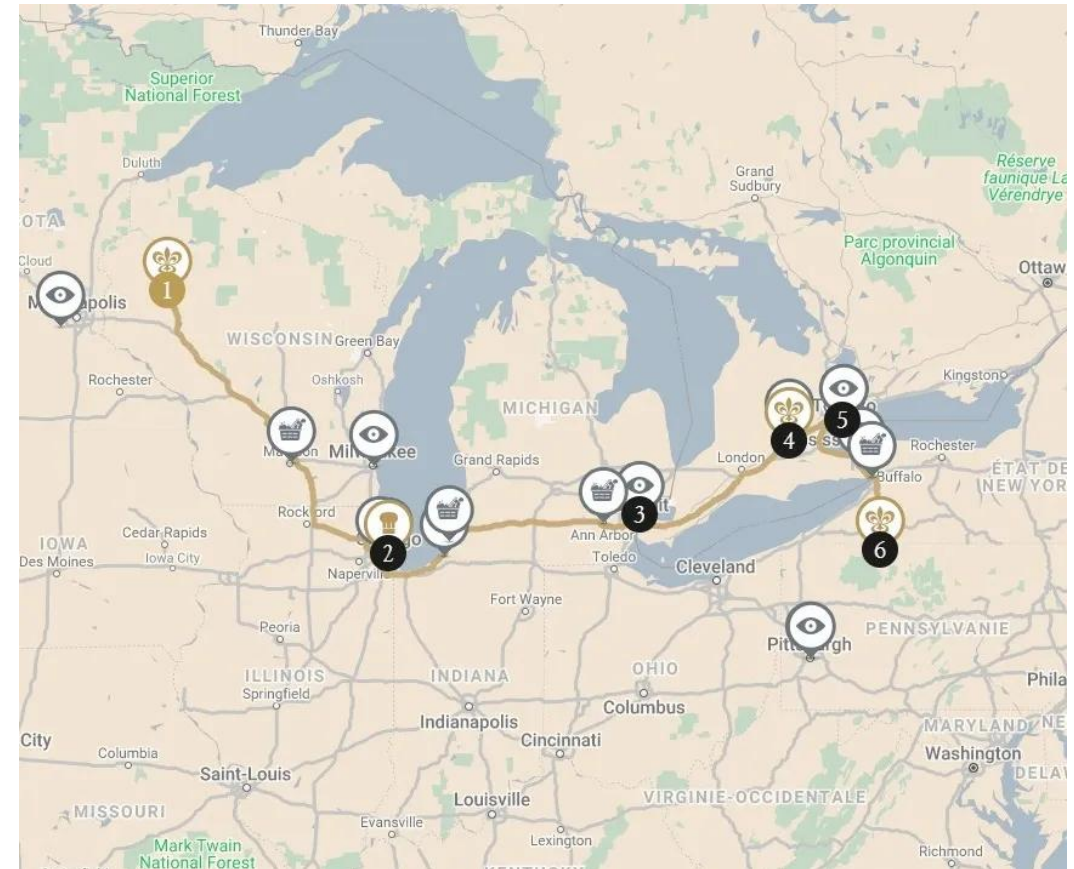 Thunder Bay
Superior
National Forest
Duluth
Grand
Sudbury
Réserve
faunique La
Vérendrye
OTA
Parc provincial
Algonquin
Cloud
Ottaw
1
apolis
WISCONSIN
Green Bay
Kingston
Rochester
Oshkosh
MICHIGAN
5
4
Grand Rapids
London
Rochester
Buffalo
ÉTAT DE
NEW YOR
3
Rockford
Ann Arbor
6
Cedar Rapids
2
IOWA
Iowa City
Toledo
Des Moines
Cleveland
Fort Wayne
Peoria
PENNSYLVANIE
ILLINOIS
INDIANA
OHIO
Springfield
Phila
Columbus
Indianapolis
MARYLAND
NE
City
Cincinnati
Columbia
Washington
Saint-Louis
DELAW
Louisville
VIRGINIE-OCCIDENTALE
MISSOURI
Evansville
Lexington
Mark Twain
National Forest
Richmond